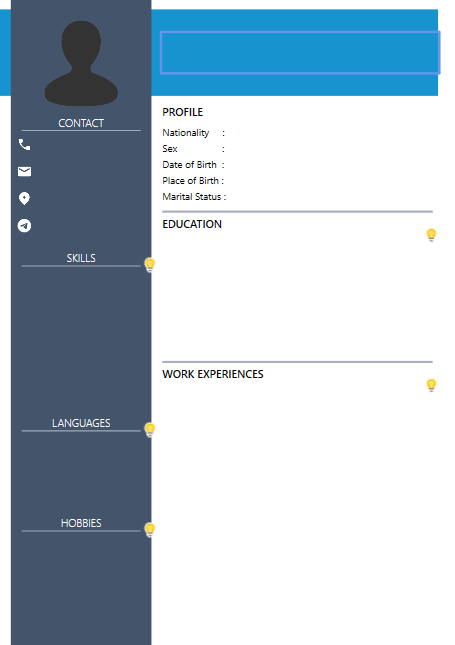 CONTACT
SKILLS
LANGUAGES
HOBBIES
PROFILE
Nationality :
Sex :
Date of Birth :
Place of Birth :
Marital Status :
EDUCATION
WORK EXPERIENCES